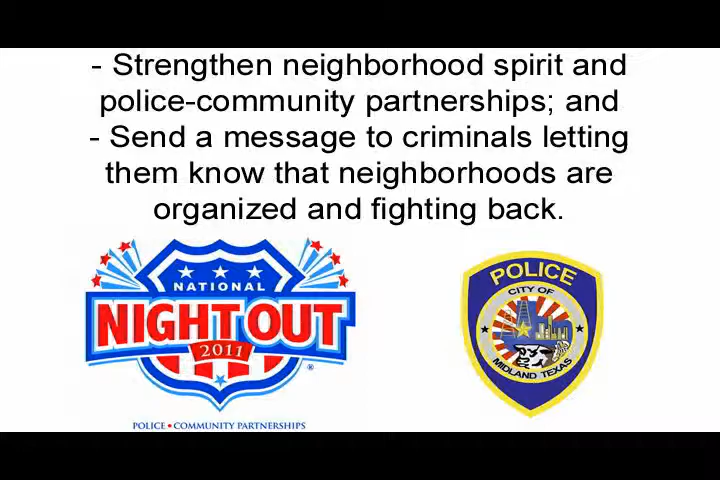 - Strengthen neighborhood spirit and
police-community partnerships; and
- Send a message to criminals letting
them know that neighborhoods are
organized and fighting back.
NATIONAL
NIGHT OUT
2011
®
POLICE • COMMUNITY PARTNERSHIPS
POLICE
CITY OF
MIDLAND TEXAS